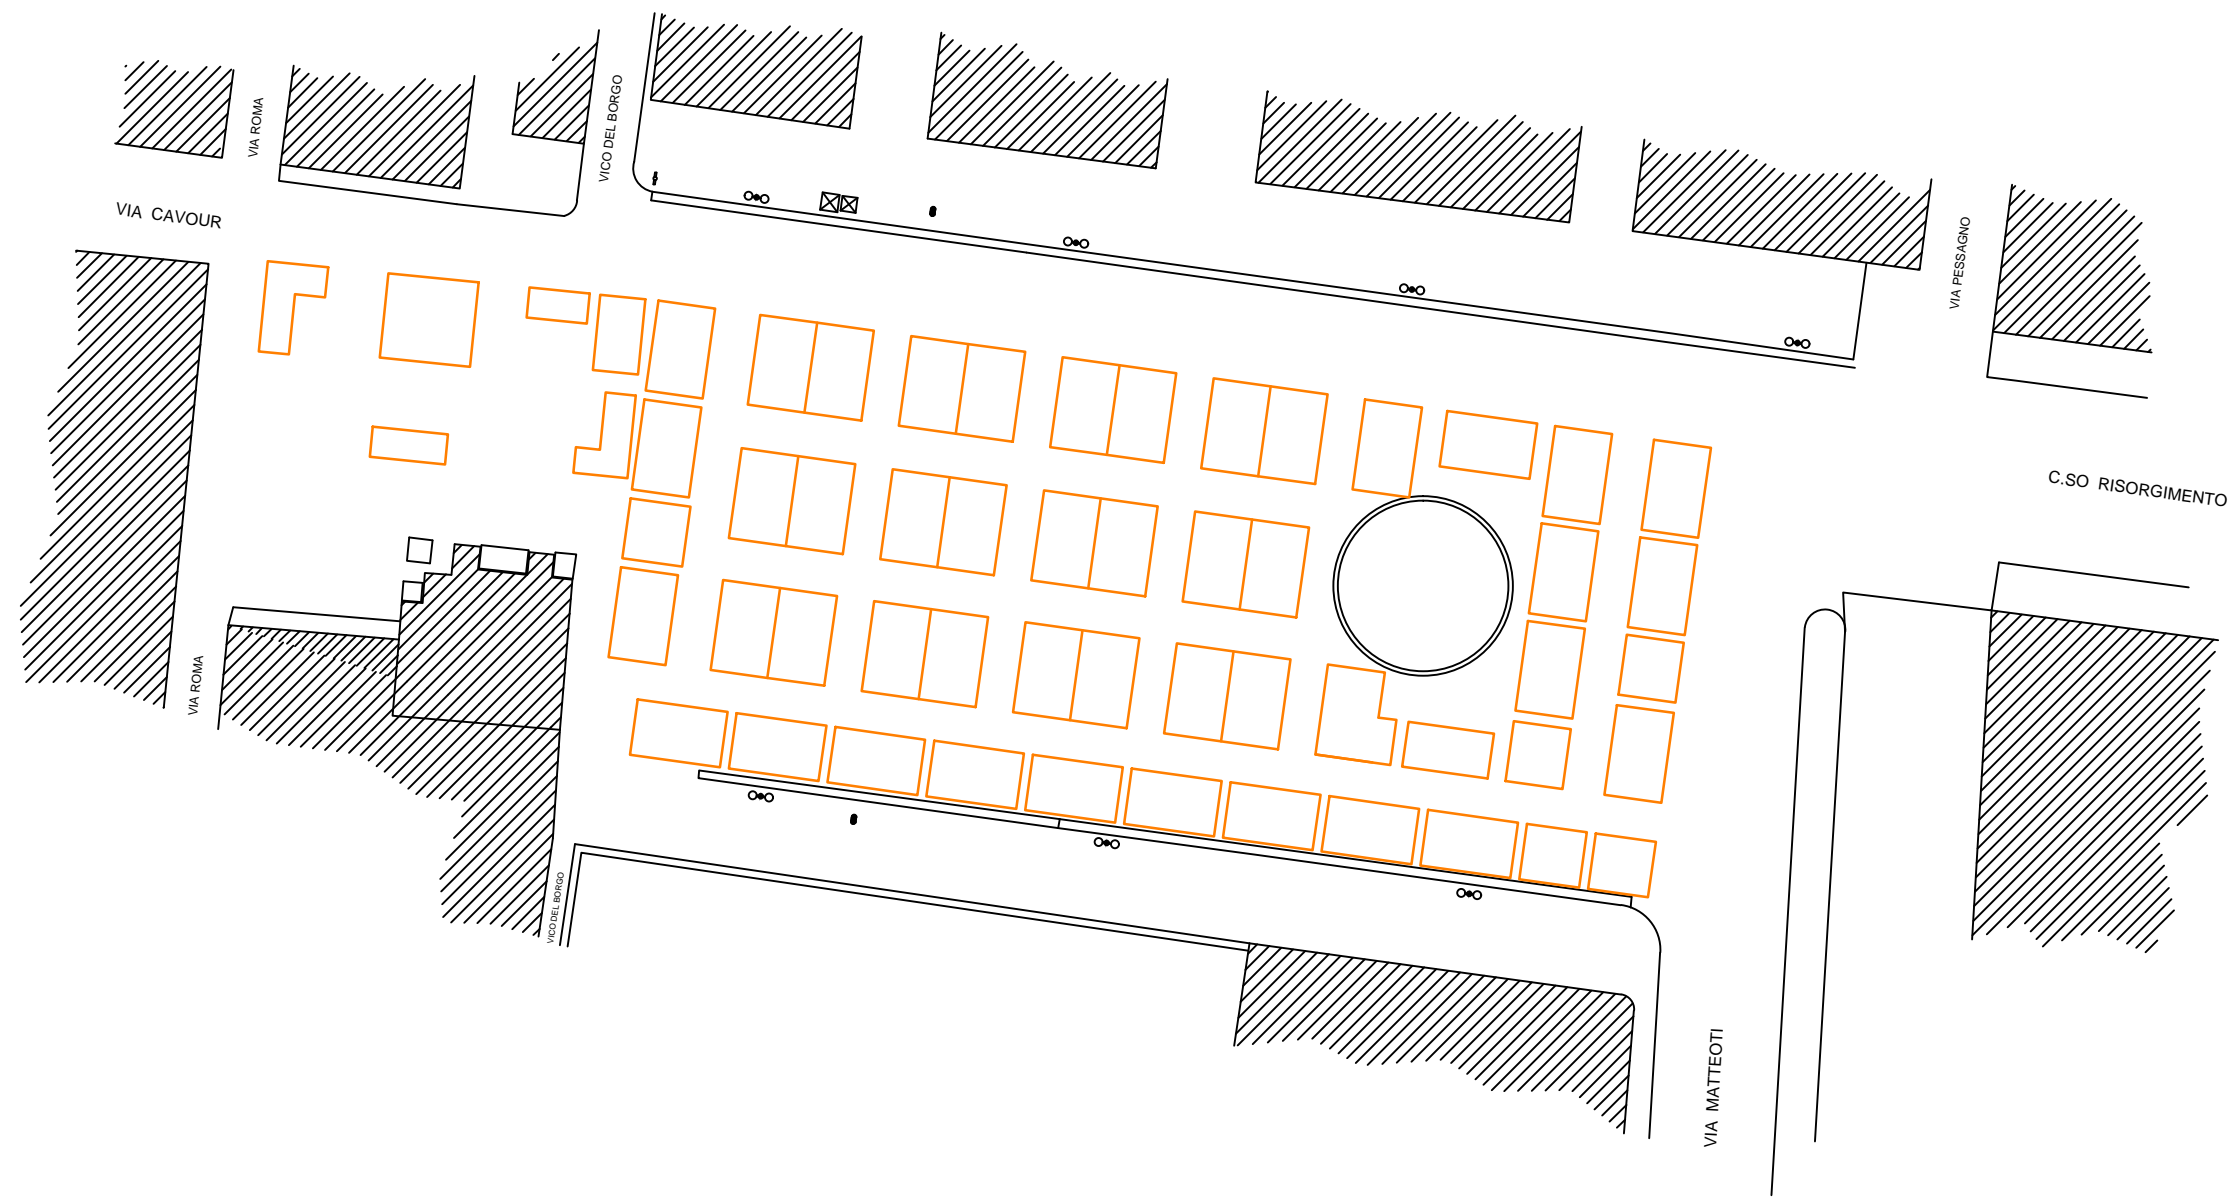 VIA ROMA
VICO DEL BORGO
VIA CAVOUR
VIA PESSAGNO
C.SO RISORGIMENTO
VIA ROMA
VICO DEL BORGO
VIA MATTEOTI